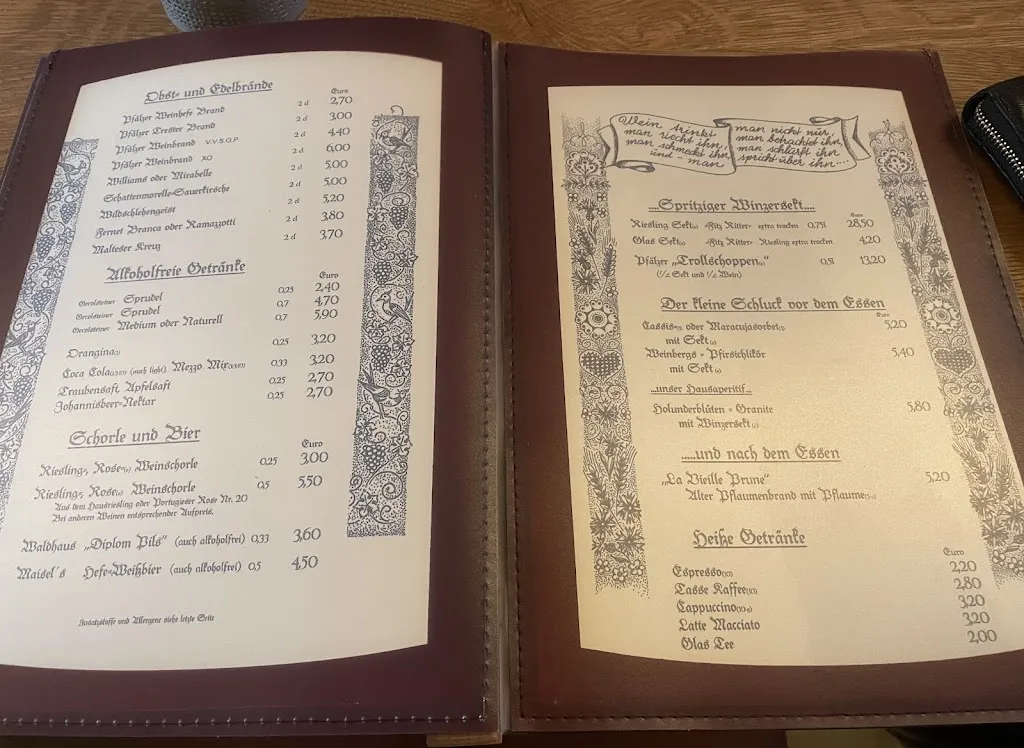 Obst= und Edelbrände
Euro
Pfälzer Weinhefe Brand 2 cl 2,70
Pfälzer Trester Brand 3,00
Pfälzer Weinbrand V.V.S.O.P. 2 cl 4,40
Pfälzer Weinbrand XO 2 cl 6,00
Williams oder Mirabelle 2 cl 5,00
Schattenmorelle=Sauerkirsche 2 cl 5,00
Wildschlehengeist 2 cl 5,20
Fernet Branca oder Ramazzotti 2 cl 3,80
Malteser Kreuz 2 cl 3,70
Alkoholfreie Getränke
Euro
Gerolsteiner Sprudel 0,25 2,40
Gerolsteiner Sprudel 0,7 4,70
Gerolsteiner Medium oder Naturell 0,7 5,90
Orangina 0,25 3,20
Coca Cola (auch light) Mezzo Mix 0,33 3,20
Traubensaft, Apfelsaft 0,25 2,70
Johannisbeer=Nektar 0,25 2,70
Schorle und Bier
Euro
Riesling=, Rose Weinschorle 0,25 3,00
Riesling=, Rose Weinschorle 0,5 5,50
Aus dem Hausriesling oder Portugieser Rose Nr. 20
Bei anderen Weinen entsprechender Aufpreis.
Waldhaus „Diplom Pils" (auch alkoholfrei) 0,33 3,60
Maisel´s Hefe=Weißbier (auch alkoholfrei) 0,5 4,50
Zusatzstoffe und Allergene siehe letzte Seite
Wein trinkt man nicht nur,
man riecht ihn, man betrachtet ihn,
man schmeckt ihn, man schlürft ihn
und - man spricht über ihn....
....Spritziger Winzersekt....
Euro
Riesling Sekt =Fitz Ritter= extra trocken 0,75l 28,50
Glas Sekt =Fitz Ritter= Riesling extra trocken 4,20
Pfälzer „Trollschoppen" 0,5l 13,20
(1/2 Sekt und 1/2 Wein)
Der kleine Schluck vor dem Essen
Euro
Cassis= oder Maracujasorbet 5,20
mit Sekt
Weinbergs = Pfirsichlikör 5,40
mit Sekt
...unser Hausaperitif...
Holunderblüten = Granite 5,80
mit Winzersekt
.....und nach dem Essen
„La Vieille Prune" 5,20
Alter Pflaumenbrand mit Pflaume
Heiße Getränke
Euro
Espresso(10) 2,20
Tasse Kaffee(10) 2,80
Cappuccino 3,20
Latte Macciato 3,20
Glas Tee 2,00